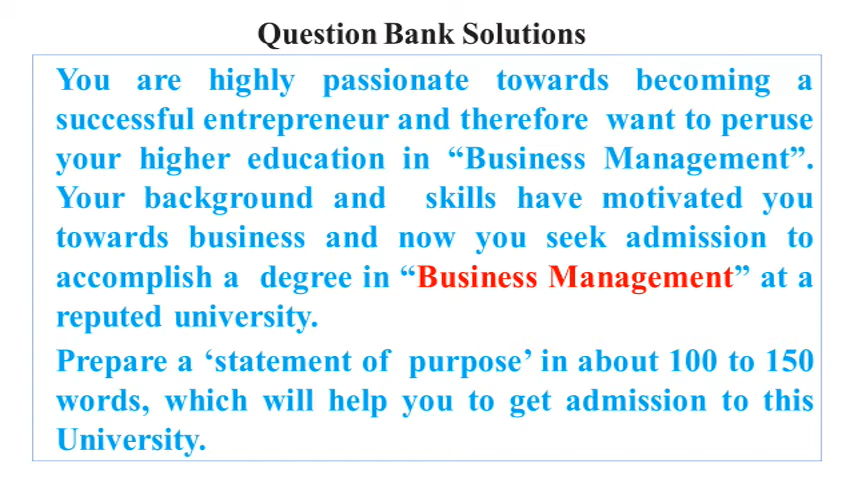 Question Bank Solutions
You are highly passionate towards becoming a
successful entrepreneur and therefore want to peruse
your higher education in “Business Management”.
Your background and skills have motivated you
towards business and now you seek admission to
accomplish a degree in “Business Management” at a
reputed university.
Prepare a ‘statement of purpose’ in about 100 to 150
words, which will help you to get admission to this
University.